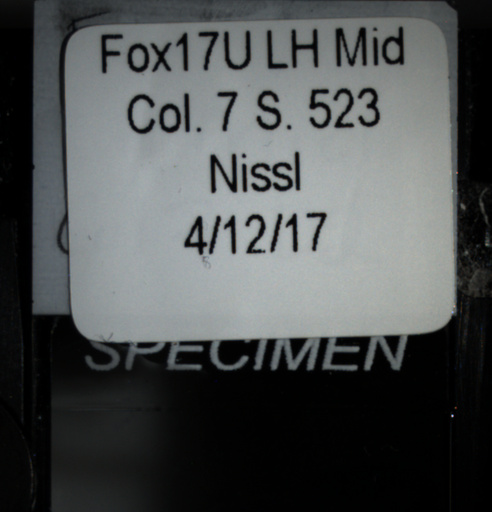 Fox17U LH Mid
Col. 7 S. 523
Nissl
4/12/17
SPECIMEN